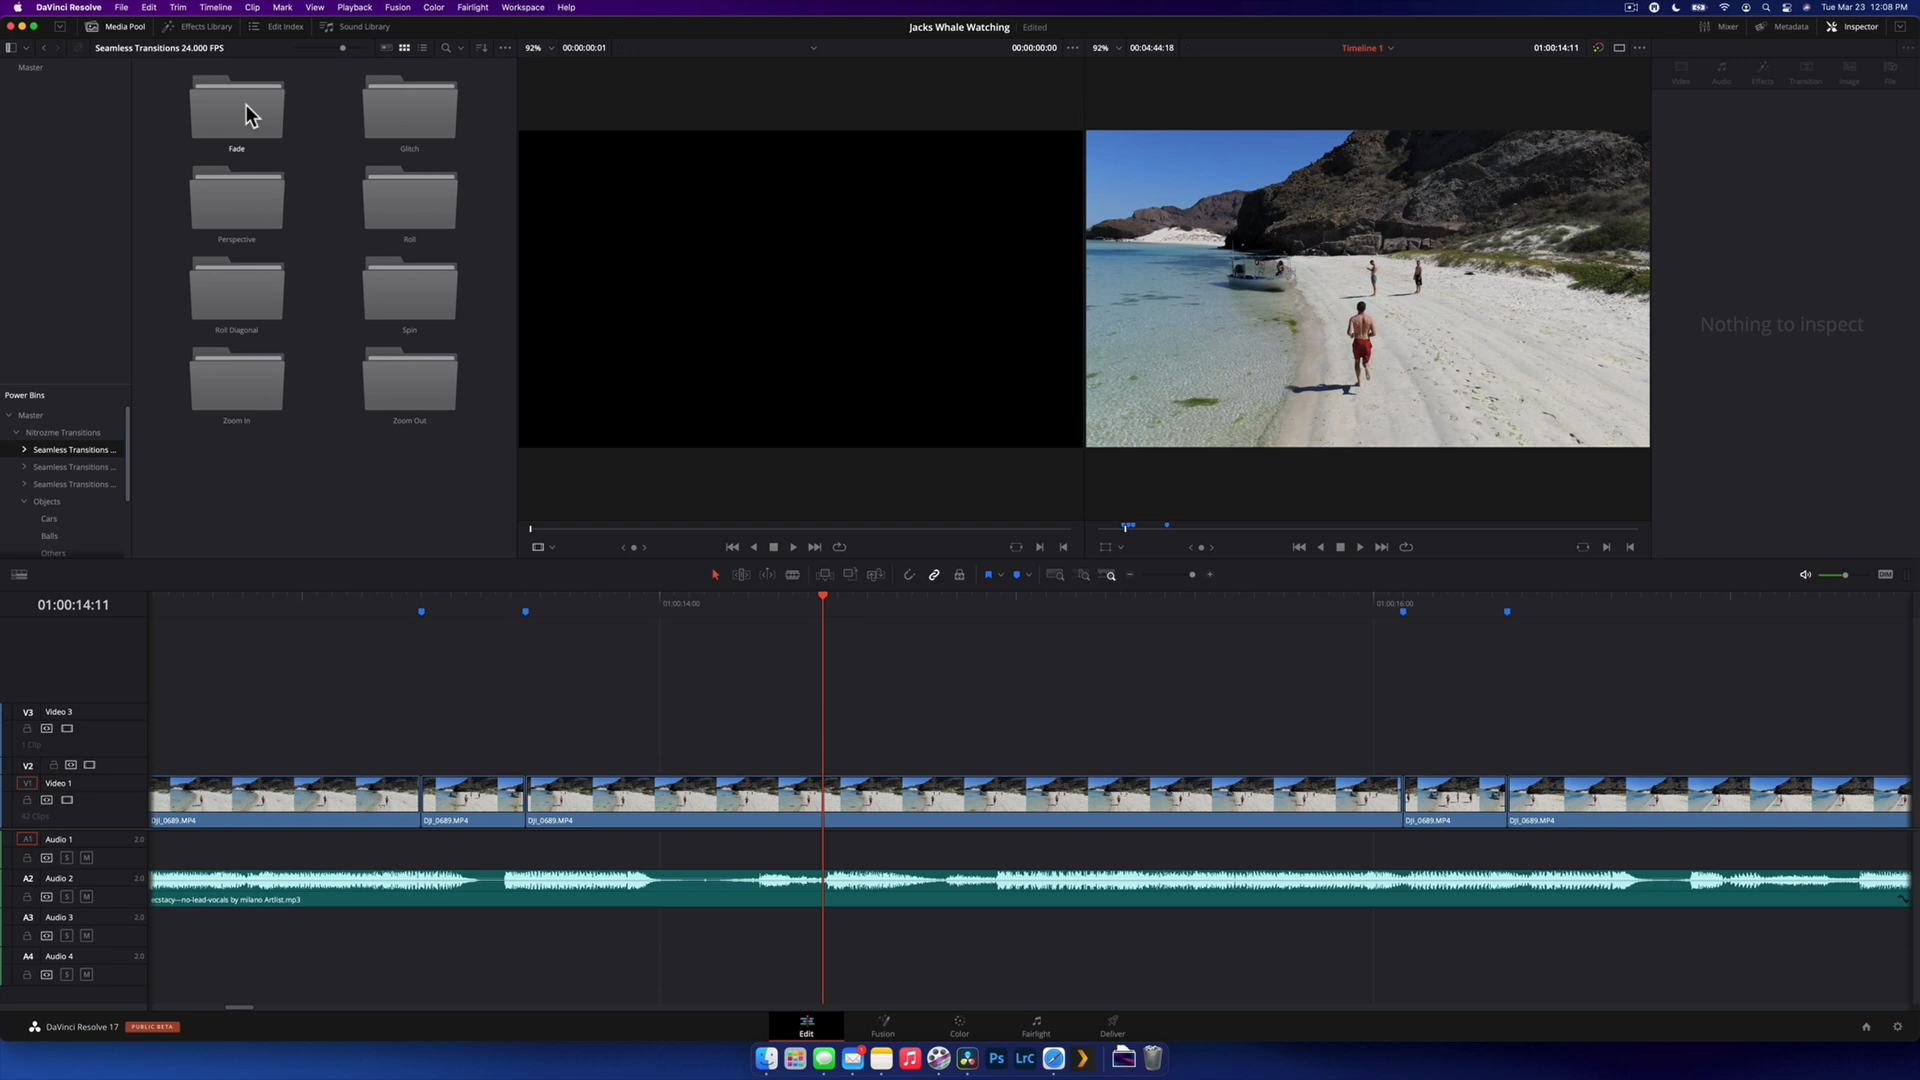 DaVinci Resolve File Edit Trim Timeline Clip Mark View Playback Fusion Color Fairlight Workspace Help Tue Mar 23 12:08 PM
Media Pool Effects Library Edit Index Sound Library Jacks Whale Watching Edited Mixer Metadata Inspector
Seamless Transitions 24.000 FPS 92% 00:00:00:01 00:00:00:00 92% 00:04:44:18 Timeline 1 01:00:14:11
Master
Video Audio Effects Transition Image File
Fade Glitch
Perspective Roll
Nothing to inspect
Roll Diagonal Spin
Power Bins
Master
Zoom In Zoom Out
Nitrozme Transitions
Seamless Transitions ...
Seamless Transitions ...
Seamless Transitions ...
Objects
Cars
Balls
Others
DIM
01:00:14:11 01:00:14:00 01:00:16:00
V3 Video 3
1 Clip
V2
V1 Video 1
42 Clips
DJI_0689.MP4 DJI_0689.MP4 DJI_0689.MP4 DJI_0689.MP4 DJI_0689.MP4
A1 Audio 1 2.0
S M
A2 Audio 2 2.0
S M
ecstacy---no-lead-vocals by milano Artlist.mp3
A3 Audio 3 2.0
S M
A4 Audio 4 2.0
S M
DaVinci Resolve 17 PUBLIC BETA Edit Fusion Color Fairlight Deliver
Ps LrC